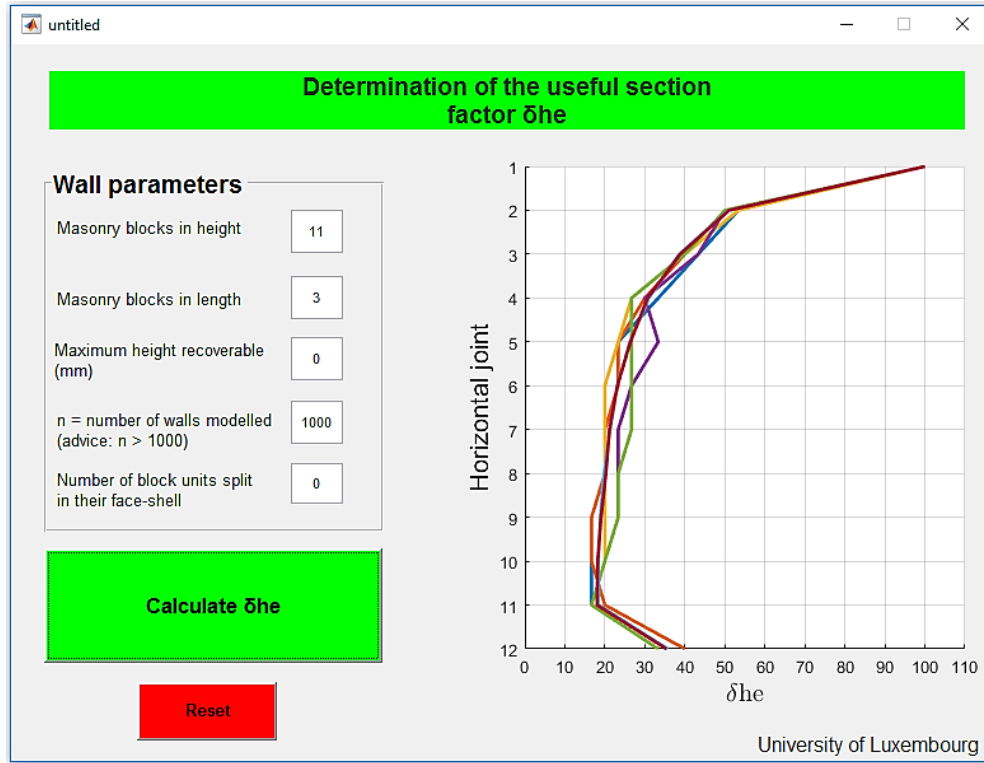 untitled
Determination of the useful section
factor δhe
Wall parameters
Masonry blocks in height
11
Masonry blocks in length
3
Maximum height recoverable
(mm)
0
n = number of walls modelled
(advice: n > 1000)
1000
Number of block units split
in their face-shell
0
Calculate δhe
Reset
Horizontal joint
1
2
3
4
5
6
7
8
9
10
11
12
0 10 20 30 40 50 60 70 80 90 100 110
δhe
University of Luxembourg